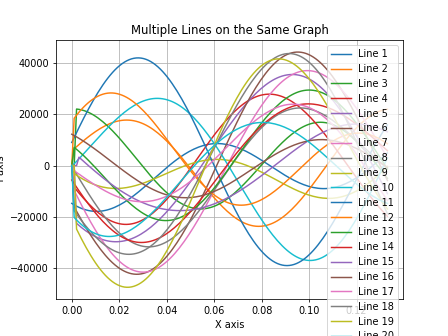 Multiple Lines on the Same Graph
40000
20000
0
−20000
−40000
axis
0.00
0.02
0.04
0.06
0.08
0.10
X axis
Line 1
Line 2
Line 3
Line 4
Line 5
Line 6
Line 7
Line 8
Line 9
Line 10
Line 11
Line 12
Line 13
Line 14
Line 15
Line 16
Line 17
Line 18
Line 19
Line 20